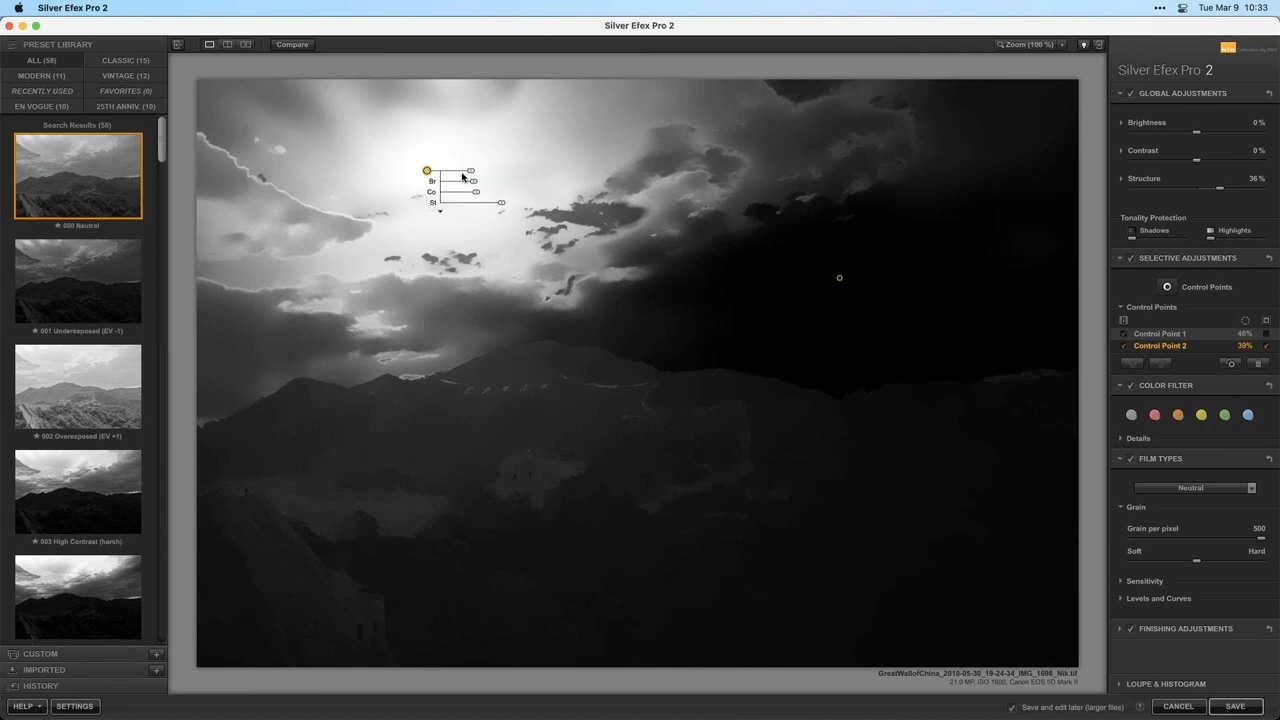 Silver Efex Pro 2
Tue Mar 9 10:33
Silver Efex Pro 2
PRESET LIBRARY
Compare
Zoom (100 %)
ALL (58)
CLASSIC (15)
MODERN (11)
VINTAGE (12)
RECENTLY USED
FAVORITES (0)
EN VOGUE (10)
25TH ANNIV. (10)
Search Results (58)
★ 000 Neutral
★ 001 Underexposed (EV -1)
★ 002 Overexposed (EV +1)
★ 003 High Contrast (harsh)
CUSTOM
IMPORTED
HISTORY
HELP
SETTINGS
Br
Co
St
GreatWallofChina_2010-05-30_19-24-34_IMG_1698_Nik.tif
21.0 MP, ISO 1600, Canon EOS 5D Mark II
Silver Efex Pro 2
GLOBAL ADJUSTMENTS
Brightness 0 %
Contrast 0 %
Structure 36 %
Tonality Protection
Shadows Highlights
SELECTIVE ADJUSTMENTS
Control Points
Control Points
Control Point 1 46%
Control Point 2 39%
COLOR FILTER
Details
FILM TYPES
Neutral
Grain
Grain per pixel 500
Soft Hard
Sensitivity
Levels and Curves
FINISHING ADJUSTMENTS
LOUPE & HISTOGRAM
Save and edit later (larger files)
?
CANCEL
SAVE